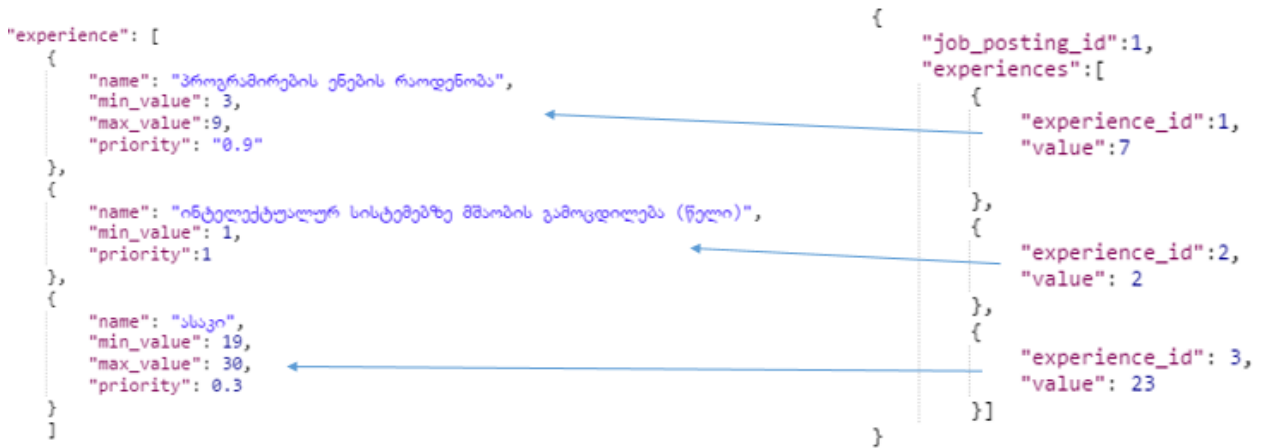 "experience": [
{
"name": "პროგრამირების ენების რაოდენობა",
"min_value": 3,
"max_value":9,
"priority": "0.9"
},
{
"name": "ინტელექტუალურ სისტემებზე მშაობის გამოცდილება (წელი)",
"min_value": 1,
"priority":1
},
{
"name": "ასაკი",
"min_value": 19,
"max_value": 30,
"priority": 0.3
}
]
{
"job_posting_id":1,
"experiences":[
{
"experience_id":1,
"value":7
},
{
"experience_id":2,
"value": 2
},
{
"experience_id": 3,
"value": 23
}]
}